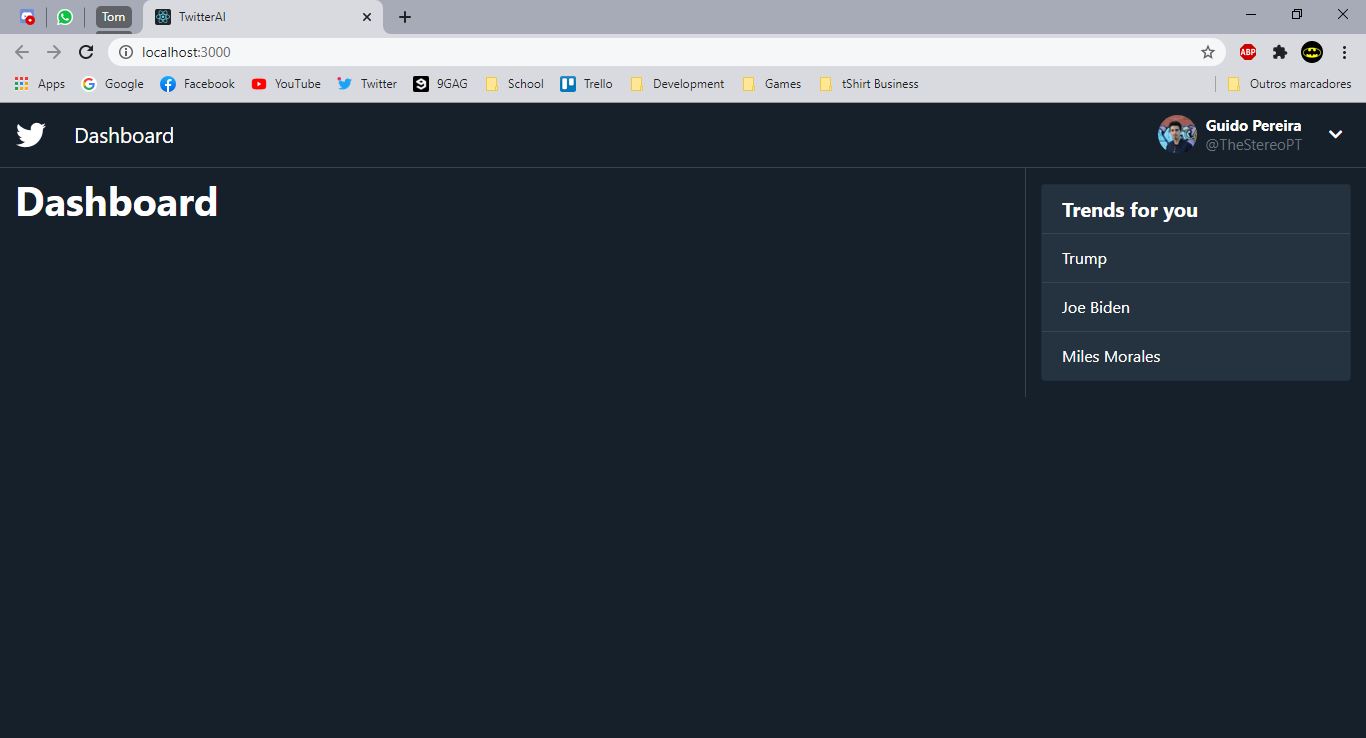 Tom
TwitterAI
localhost:3000
ABP
Apps Google Facebook YouTube Twitter 9GAG School Trello Development Games tShirt Business Outros marcadores
Dashboard
Guido Pereira
@TheStereoPT
Dashboard
Trends for you
Trump
Joe Biden
Miles Morales